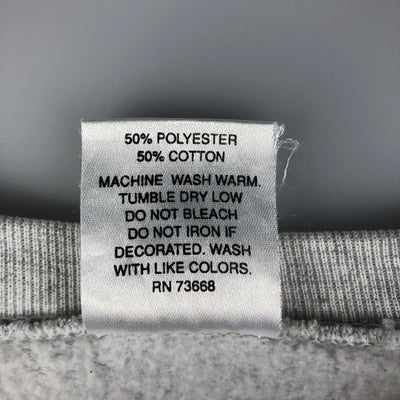 50% POLYESTER
50% COTTON
MACHINE WASH WARM.
TUMBLE DRY LOW
DO NOT BLEACH
DO NOT IRON IF
DECORATED. WASH
WITH LIKE COLORS.
RN 73668